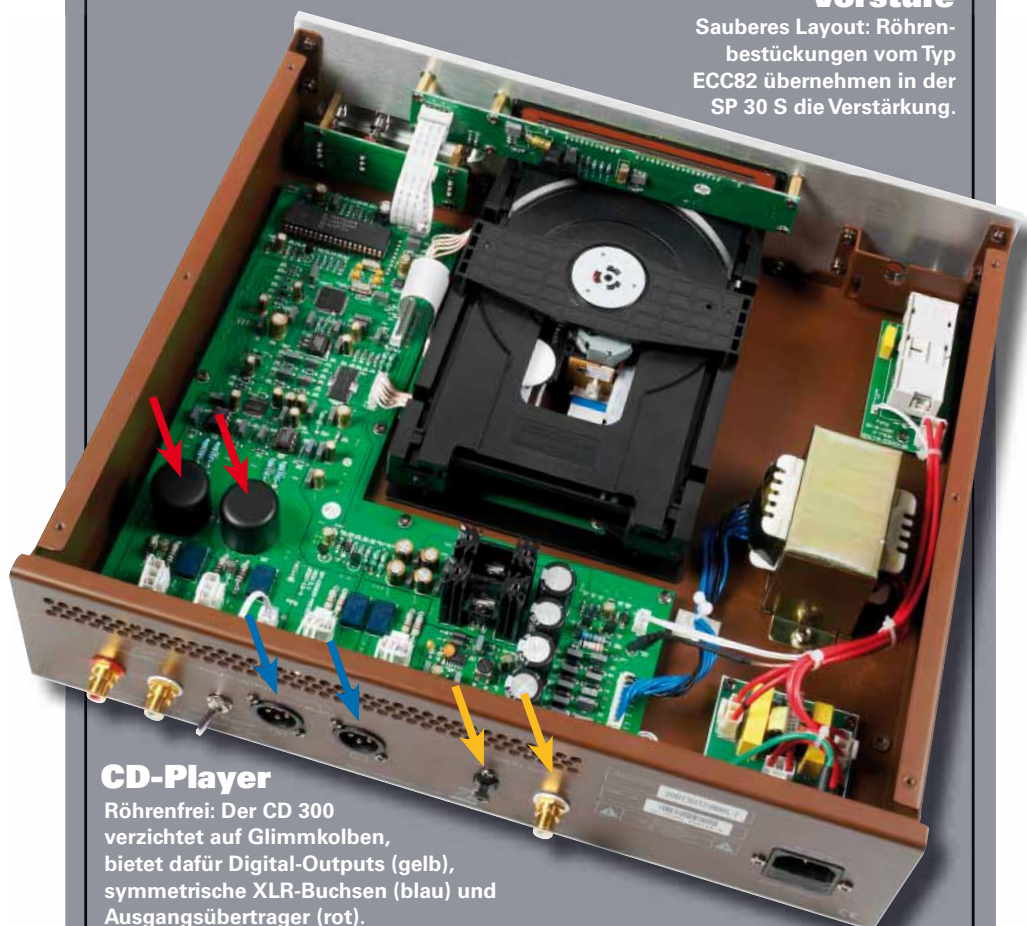 Vorstufe
Sauberes Layout: Röhren-
bestückungen vom Typ
ECC82 übernehmen in der
SP 30 S die Verstärkung.
CD-Player
Röhrenfrei: Der CD 300
verzichtet auf Glimmkolben,
bietet dafür Digital-Outputs (gelb),
symmetrische XLR-Buchsen (blau) und
Ausgangsübertrager (rot).